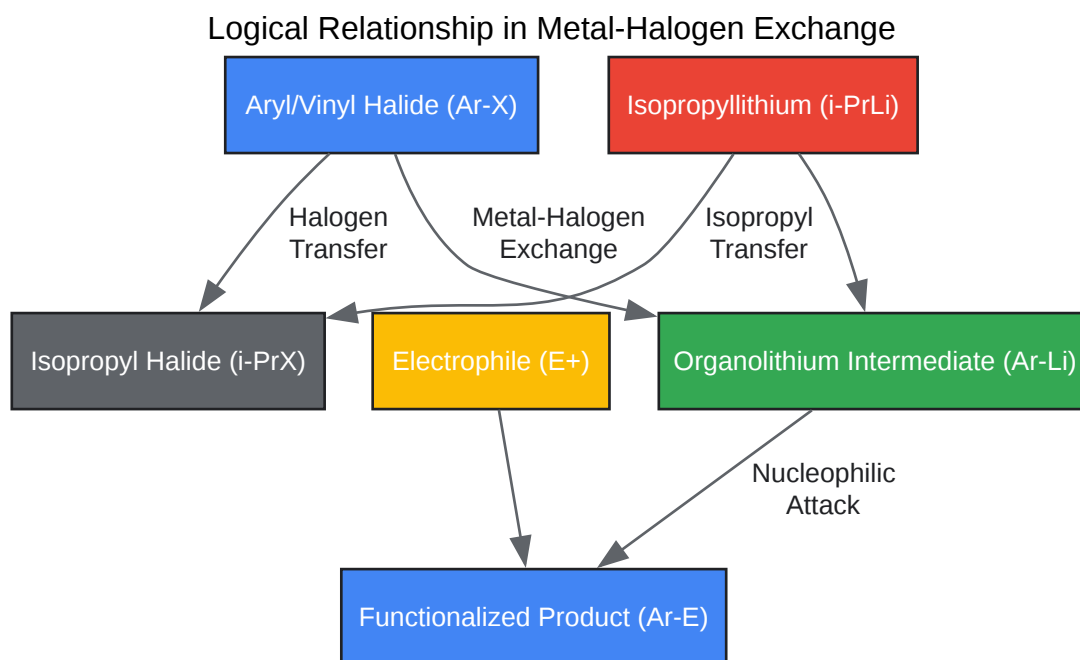 Logical Relationship in Metal-Halogen Exchange
Aryl/Vinyl Halide (Ar-X)
Isopropyllithium (i-PrLi)
Halogen
Transfer
Metal-Halogen
Exchange
Isopropyl
Transfer
Isopropyl Halide (i-PrX)
Electrophile (E+)
Organolithium Intermediate (Ar-Li)
Nucleophilic
Attack
Functionalized Product (Ar-E)